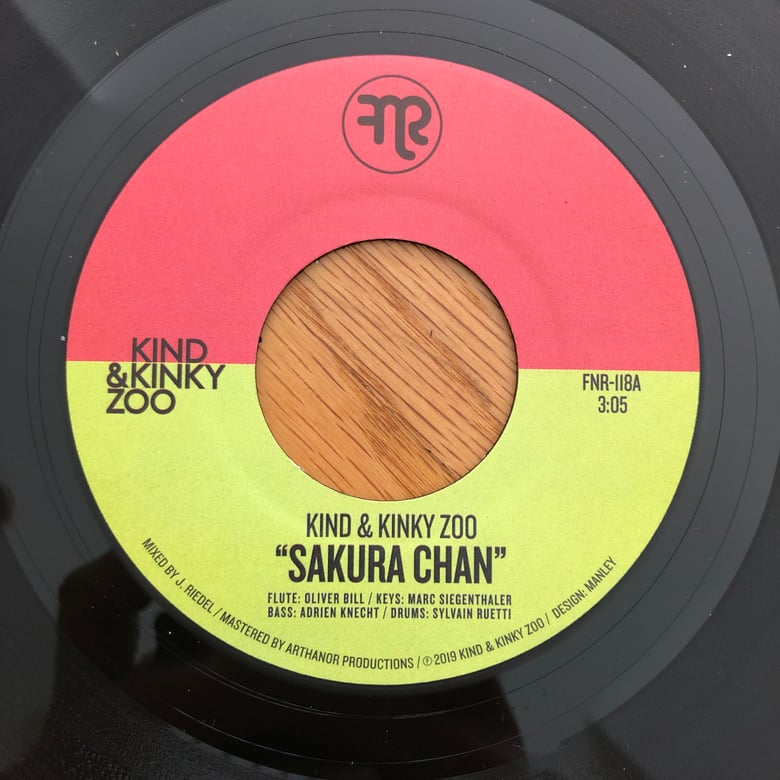 FNR
KIND
&KINKY
ZOO
FNR-118A
3:05
KIND & KINKY ZOO
“SAKURA CHAN”
FLUTE: OLIVER BILL / KEYS: MARC SIEGENTHALER
BASS: ADRIEN KNECHT / DRUMS: SYLVAIN RUETTI
MIXED BY J. RIEDEL / MASTERED BY ARTHANOR PRODUCTIONS / ℗ 2019 KIND & KINKY ZOO / DESIGN: MANLEY